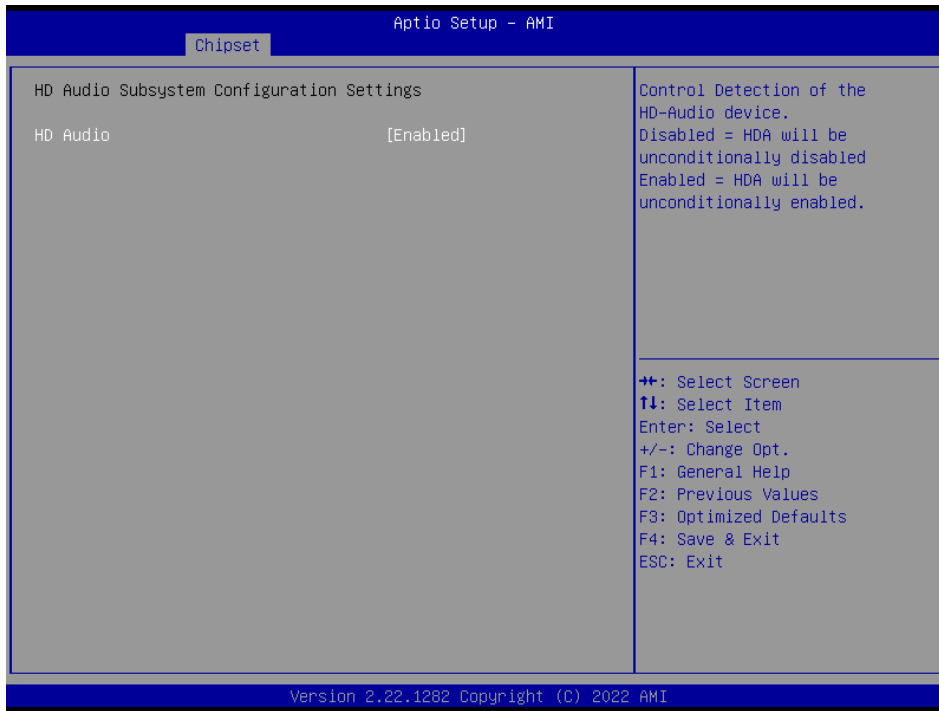 Aptio Setup - AMI
Chipset
HD Audio Subsystem Configuration Settings
HD Audio [Enabled]
Control Detection of the
HD-Audio device.
Disabled = HDA will be
unconditionally disabled
Enabled = HDA will be
unconditionally enabled.
→←: Select Screen
↑↓: Select Item
Enter: Select
+/-: Change Opt.
F1: General Help
F2: Previous Values
F3: Optimized Defaults
F4: Save & Exit
ESC: Exit
Version 2.22.1282 Copyright (C) 2022 AMI